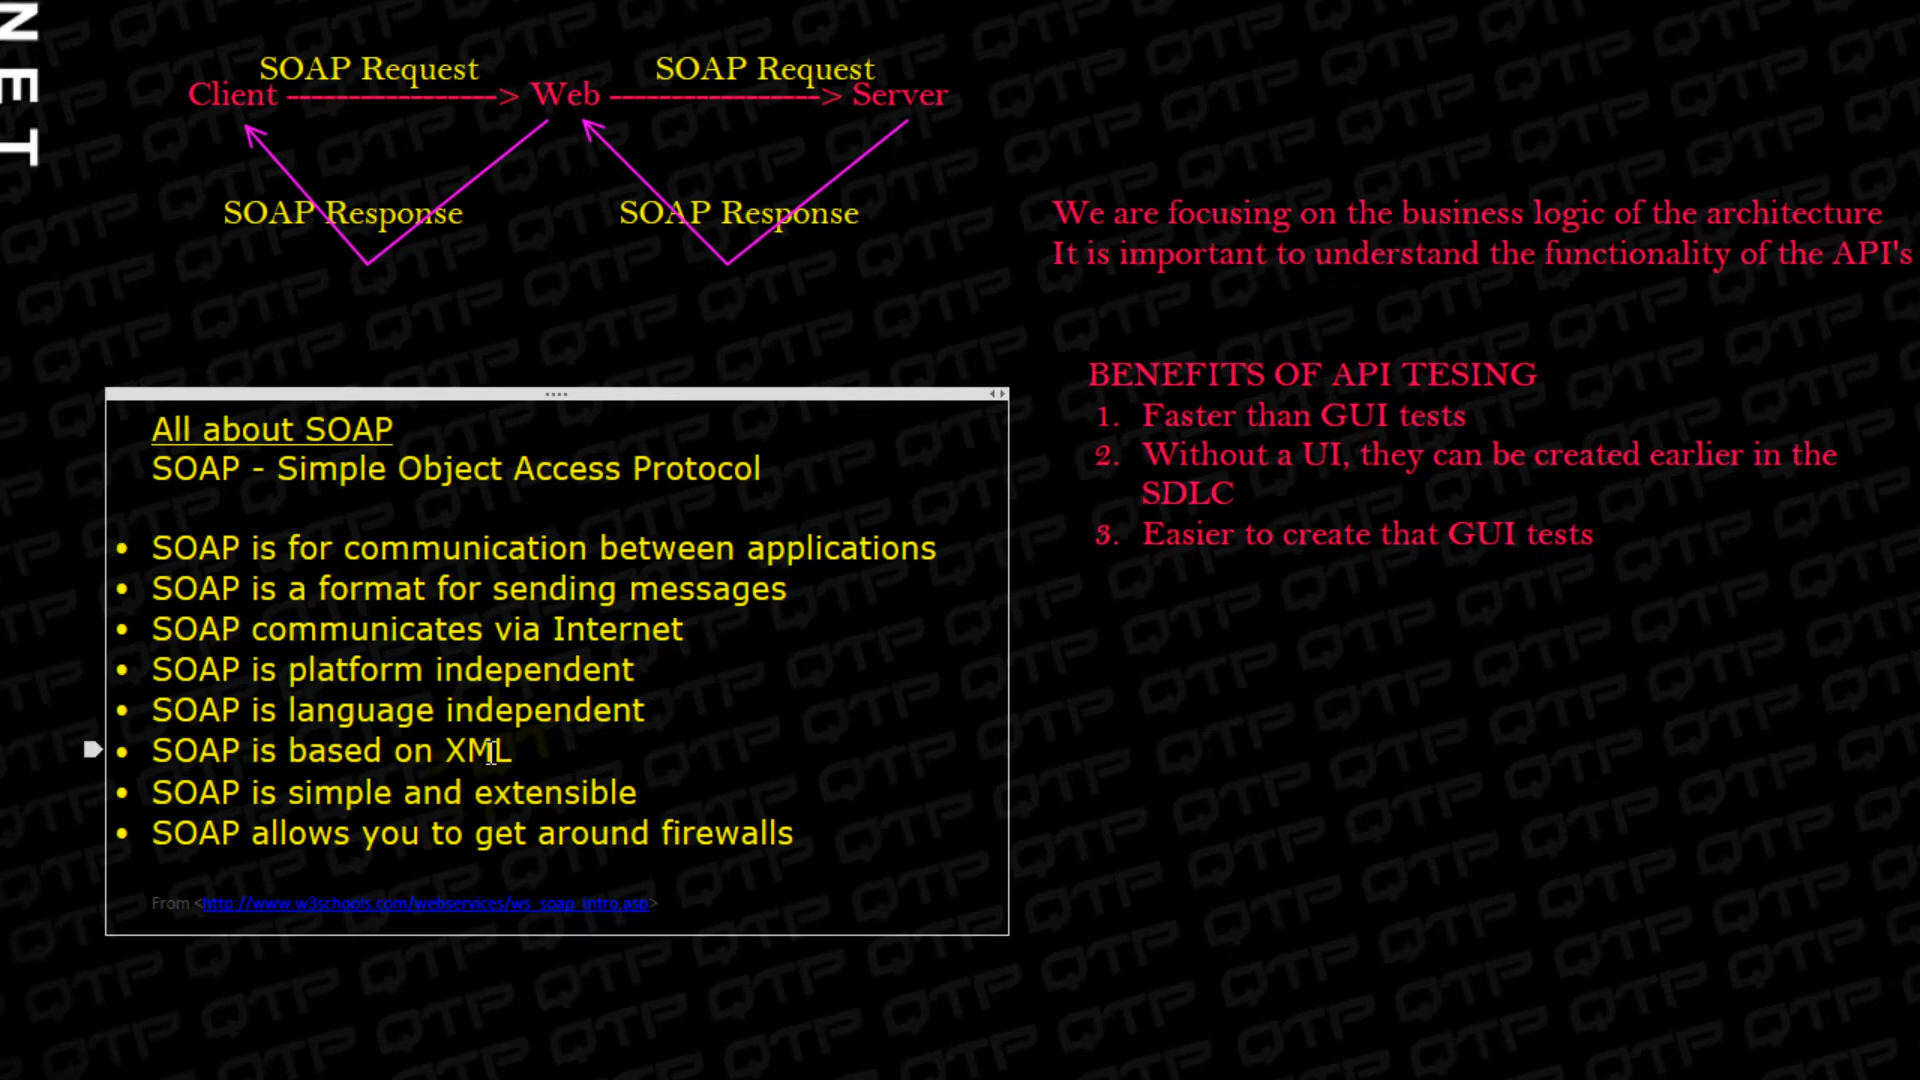 NET
SOAP Request SOAP Request
Client -----------------> Web -----------------> Server
SOAP Response SOAP Response
We are focusing on the business logic of the architecture
It is important to understand the functionality of the API's
BENEFITS OF API TESING
1. Faster than GUI tests
2. Without a UI, they can be created earlier in the
SDLC
3. Easier to create that GUI tests
All about SOAP
SOAP - Simple Object Access Protocol
• SOAP is for communication between applications
• SOAP is a format for sending messages
• SOAP communicates via Internet
• SOAP is platform independent
• SOAP is language independent
• SOAP is based on XML
• SOAP is simple and extensible
• SOAP allows you to get around firewalls
From <http://www.w3schools.com/webservices/ws_soap_intro.asp>
QTP